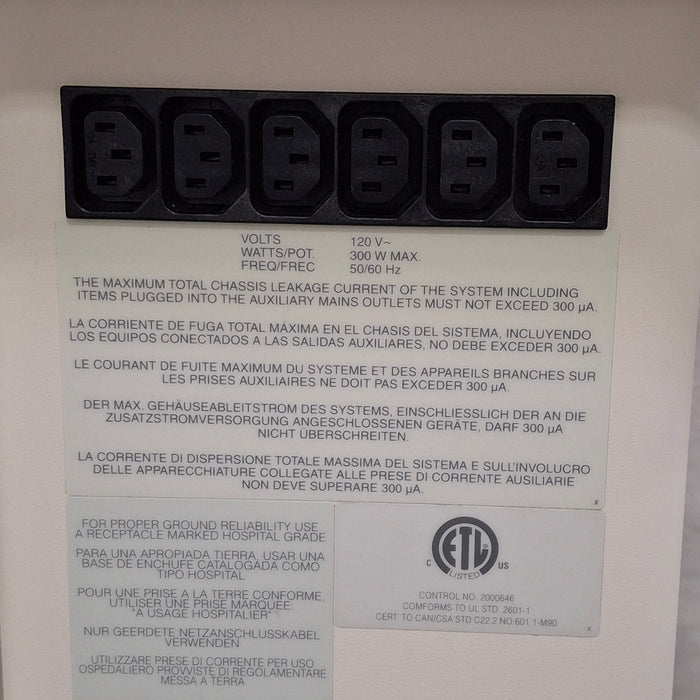 VOLTS 120 V~
WATTS/POT. 300 W MAX.
FREQ/FREC 50/60 Hz
THE MAXIMUM TOTAL CHASSIS LEAKAGE CURRENT OF THE SYSTEM INCLUDING
ITEMS PLUGGED INTO THE AUXILIARY MAINS OUTLETS MUST NOT EXCEED 300 µA.
LA CORRIENTE DE FUGA TOTAL MÁXIMA EN EL CHASIS DEL SISTEMA, INCLUYENDO
LOS EQUIPOS CONECTADOS A LAS SALIDAS AUXILIARES, NO DEBE EXCEDER 300 µA.
LE COURANT DE FUITE MAXIMUM DU SYSTEME ET DES APPAREILS BRANCHES SUR
LES PRISES AUXILIAIRES NE DOIT PAS EXCEDER 300 µA.
DER MAX. GEHÄUSEABLEITSTROM DES SYSTEMS, EINSCHLIESSLICH DER AN DIE
ZUSATZSTROMVERSORGUNG ANGESCHLOSSENEN GERÄTE, DARF 300 µA
NICHT ÜBERSCHREITEN.
LA CORRENTE DI DISPERSIONE TOTALE MASSIMA DEL SISTEMA E SULL'INVOLUCRO
DELLE APPARECCHIATURE COLLEGATE ALLE PRESE DI CORRENTE AUSILIARIE
NON DEVE SUPERARE 300 µA.
x
FOR PROPER GROUND RELIABILITY USE
A RECEPTACLE MARKED HOSPITAL GRADE
PARA UNA APROPIADA TIERRA, USAR UNA
BASE DE ENCHUFE CATALOGADA COMO
TIPO HOSPITAL
POUR UNE PRISE A LA TERRE CONFORME,
UTILISER UNE PRISE MARQUEE
"A USAGE HOSPITALIER"
NUR GEERDETE NETZANSCHLUSSKABEL
VERWENDEN
UTILIZZARE PRESE DI CORRENTE PER USO
OSPEDALIERO PROVVISTE DI REGOLAMENTARE
MESSA A TERRA
ETL
C LISTED US
CONTROL NO. 2000646
COMFORMS TO UL STD. 2601-1
CERT. TO CAN/CSA STD C22.2 NO.601 1-M90
x